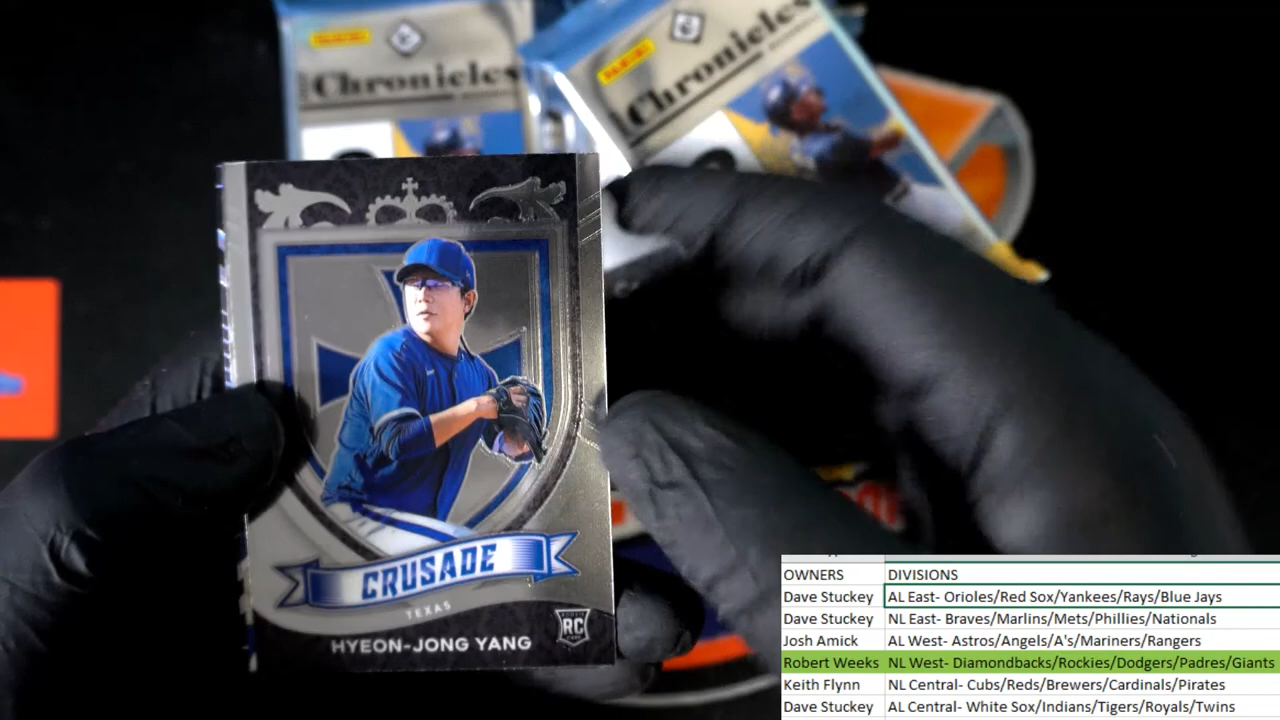 PANINI
Chronicles
PANINI
Chronicles
CRUSADE
TEXAS
HYEON-JONG YANG
ROOKIE
RC
OWNERS DIVISIONS
Dave Stuckey AL East- Orioles/Red Sox/Yankees/Rays/Blue Jays
Dave Stuckey NL East- Braves/Marlins/Mets/Phillies/Nationals
Josh Amick AL West- Astros/Angels/A's/Mariners/Rangers
Robert Weeks NL West- Diamondbacks/Rockies/Dodgers/Padres/Giants
Keith Flynn NL Central- Cubs/Reds/Brewers/Cardinals/Pirates
Dave Stuckey AL Central- White Sox/Indians/Tigers/Royals/Twins